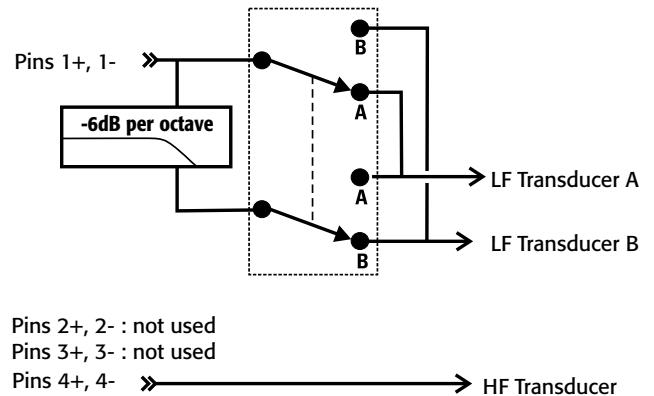 B
Pins 1+, 1-
A
-6dB per octave
A
LF Transducer A
B
LF Transducer B
Pins 2+, 2- : not used
Pins 3+, 3- : not used
Pins 4+, 4-
HF Transducer